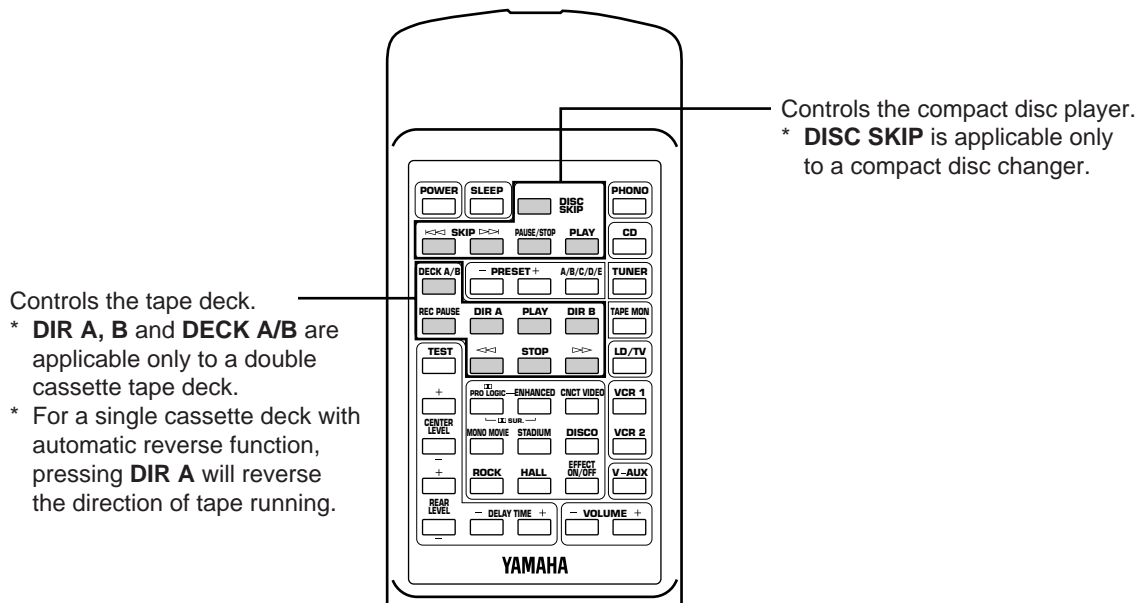 Controls the compact disc player.
* DISC SKIP is applicable only
to a compact disc changer.
POWER SLEEP DISC SKIP PHONO
SKIP PAUSE/STOP PLAY CD
DECK A/B – PRESET + A/B/C/D/E TUNER
Controls the tape deck.
* DIR A, B and DECK A/B are
applicable only to a double
cassette tape deck.
* For a single cassette deck with
automatic reverse function,
pressing DIR A will reverse
the direction of tape running.
REC PAUSE DIR A PLAY DIR B TAPE MON
TEST STOP LD/TV
+ PRO LOGIC ENHANCED CNCT VIDEO VCR 1
SUR.
CENTER LEVEL MONO MOVIE STADIUM DISCO VCR 2
–
+ ROCK HALL EFFECT ON/OFF V–AUX
REAR LEVEL – DELAY TIME + – VOLUME +
–
YAMAHA